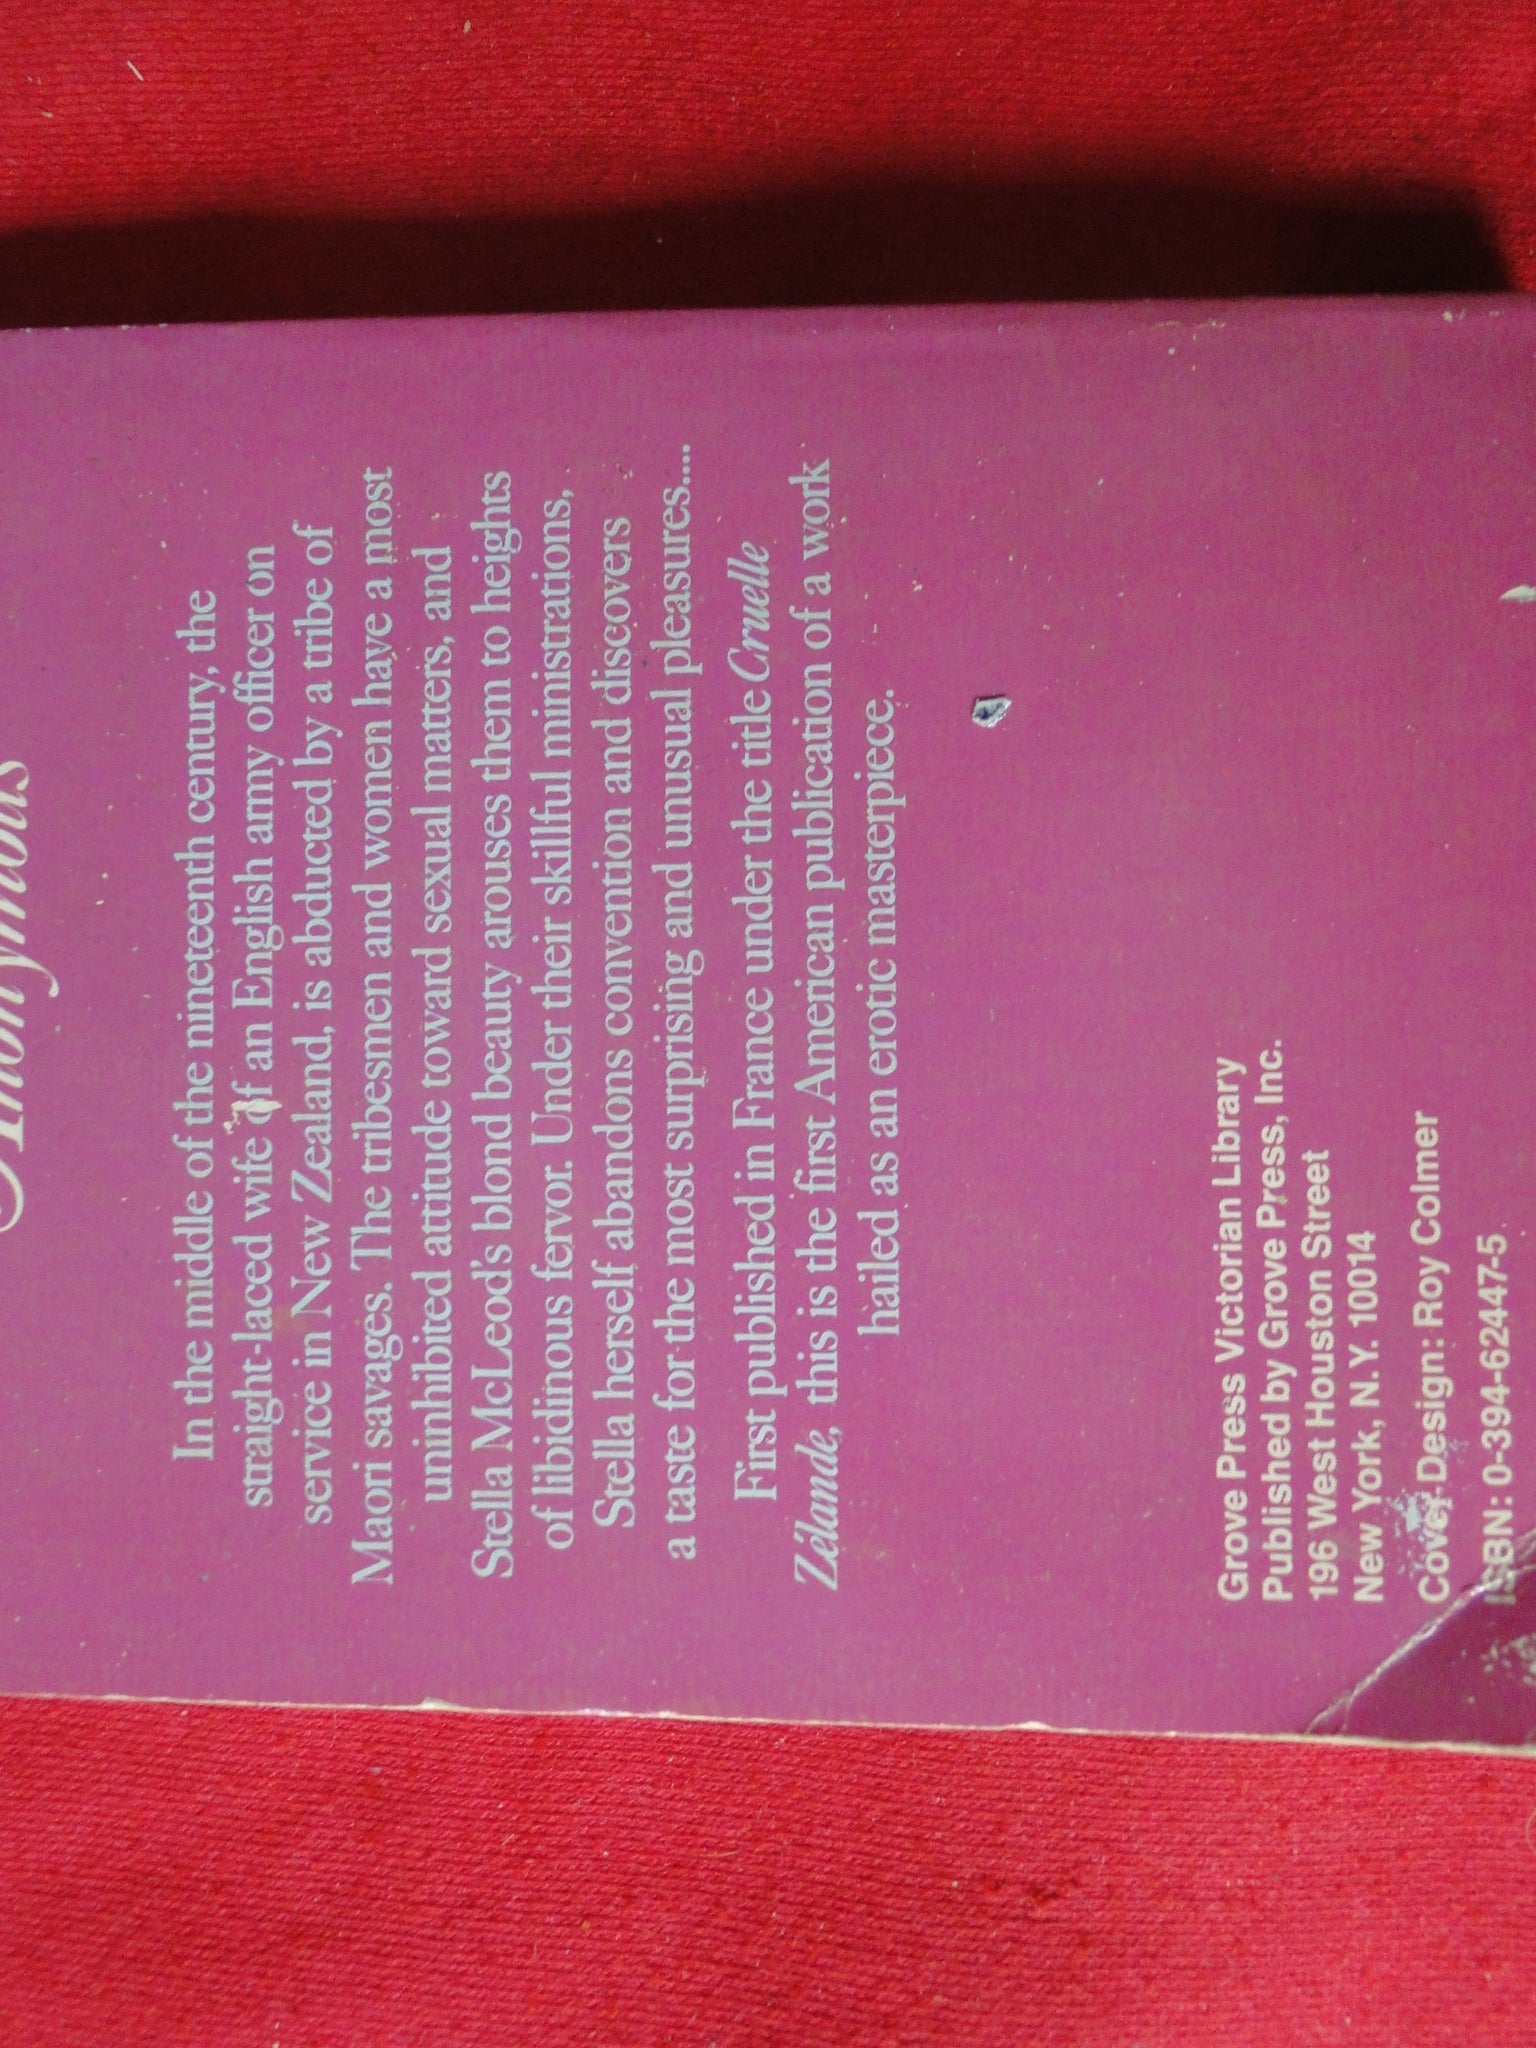 Anonymous
In the middle of the nineteenth century, the
straight-laced wife of an English army officer on
service in New Zealand, is abducted by a tribe of
Maori savages. The tribesmen and women have a most
uninhibited attitude toward sexual matters, and
Stella McLeod's blond beauty arouses them to heights
of libidinous fervor. Under their skillful ministrations,
Stella herself abandons convention and discovers
a taste for the most surprising and unusual pleasures....
First published in France under the title Cruelle
Zélande, this is the first American publication of a work
hailed as an erotic masterpiece.
Grove Press Victorian Library
Published by Grove Press, Inc.
196 West Houston Street
New York, N.Y. 10014
Cover Design: Roy Colmer
ISBN: 0-394-62447-5